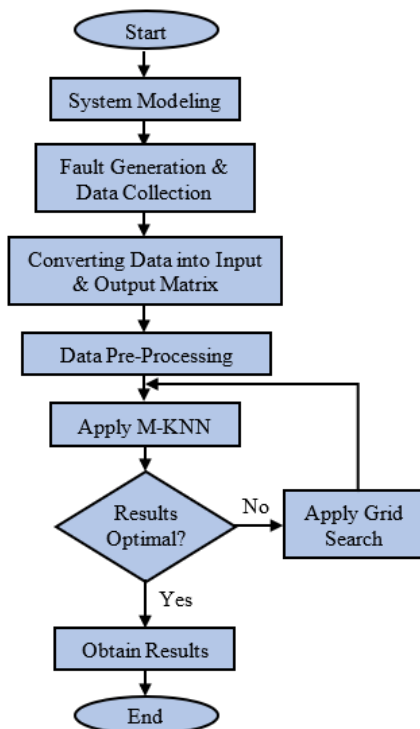 Start
System Modeling
Fault Generation &
Data Collection
Converting Data into Input
& Output Matrix
Data Pre-Processing
Apply M-KNN
Results
Optimal?
No
Apply Grid
Search
Yes
Obtain Results
End